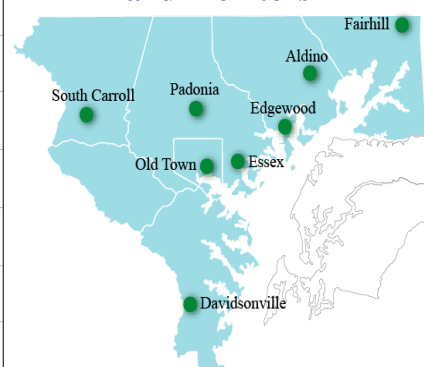 Fairhill
Aldino
South Carroll
Padonia
Edgewood
Old Town
Essex
Davidsonville